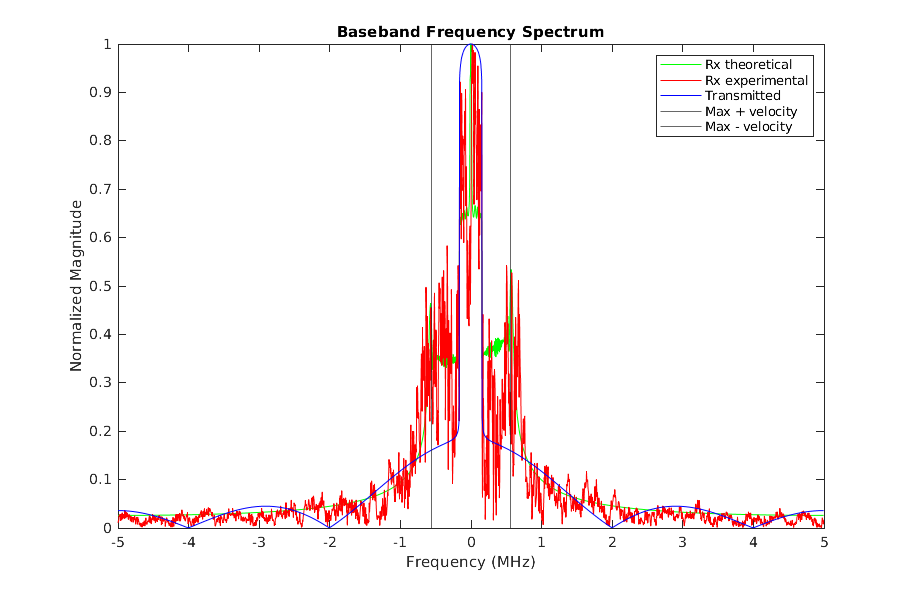 Baseband Frequency Spectrum
Normalized Magnitude
1
0.9
0.8
0.7
0.6
0.5
0.4
0.3
0.2
0.1
0
Rx theoretical
Rx experimental
Transmitted
Max + velocity
Max - velocity
-5 -4 -3 -2 -1 0 1 2 3 4 5
Frequency (MHz)